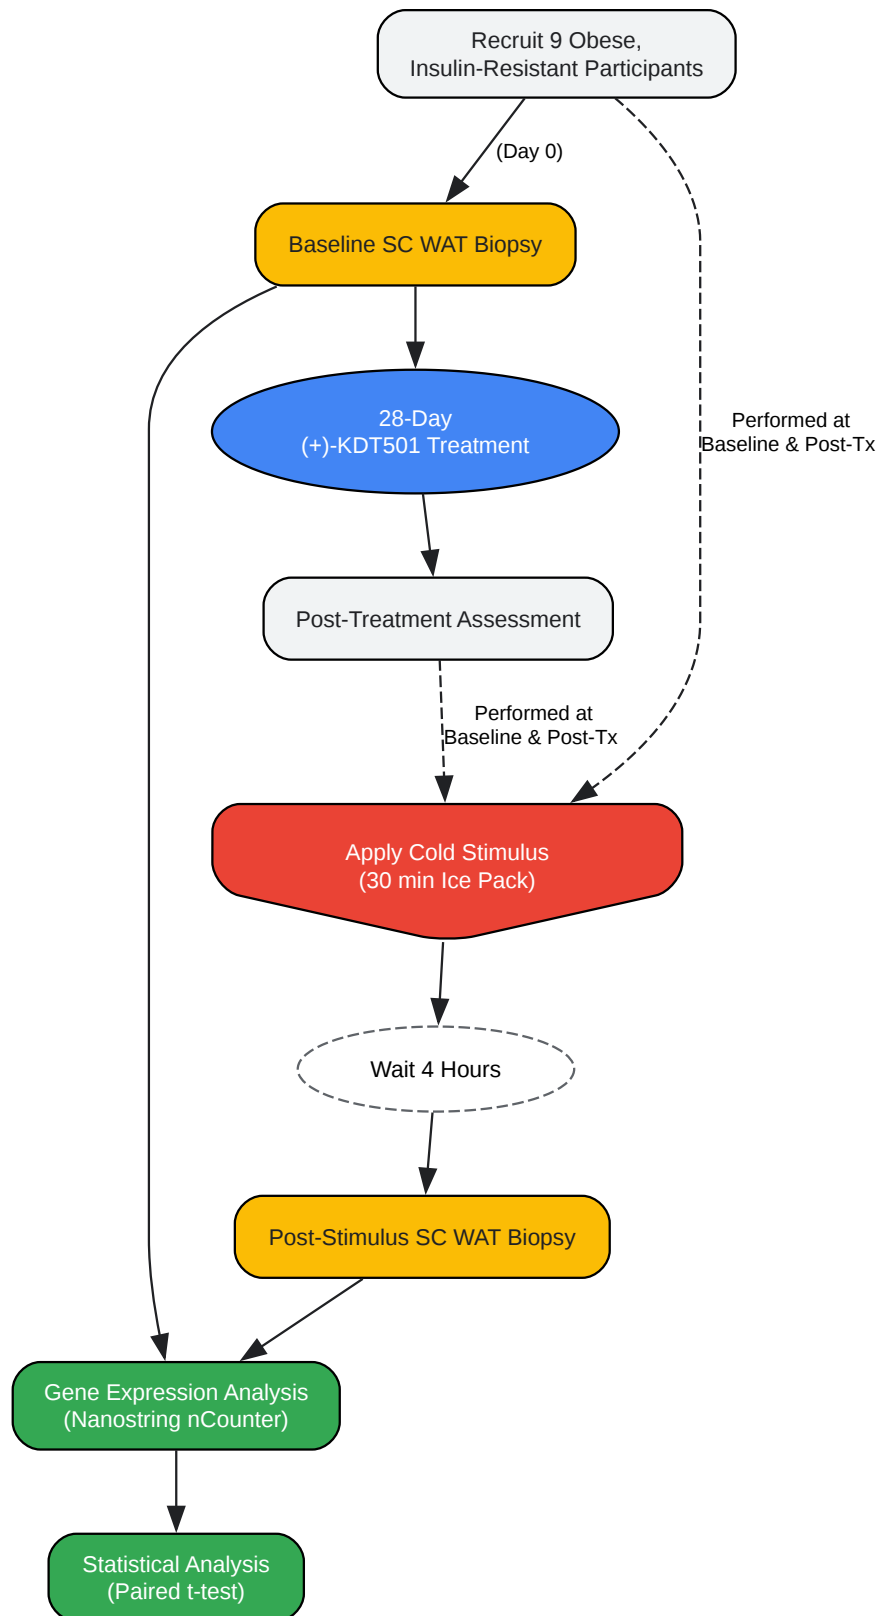 Recruit 9 Obese,
Insulin-Resistant Participants
(Day 0)
Baseline SC WAT Biopsy
28-Day
(+)-KDT501 Treatment
Performed at
Baseline & Post-Tx
Post-Treatment Assessment
Performed at
Baseline & Post-Tx
Apply Cold Stimulus
(30 min Ice Pack)
Wait 4 Hours
Post-Stimulus SC WAT Biopsy
Gene Expression Analysis
(Nanostring nCounter)
Statistical Analysis
(Paired t-test)